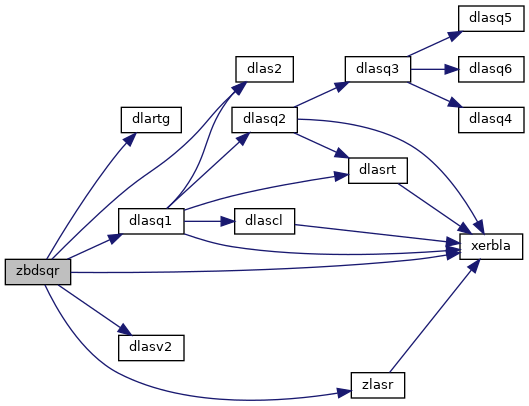 dlasq5
dlas2
dlasq3
dlasq6
dlartg
dlasq2
dlasq4
dlasrt
dlasq1
dlascl
xerbla
zbdsqr
dlasv2
zlasr